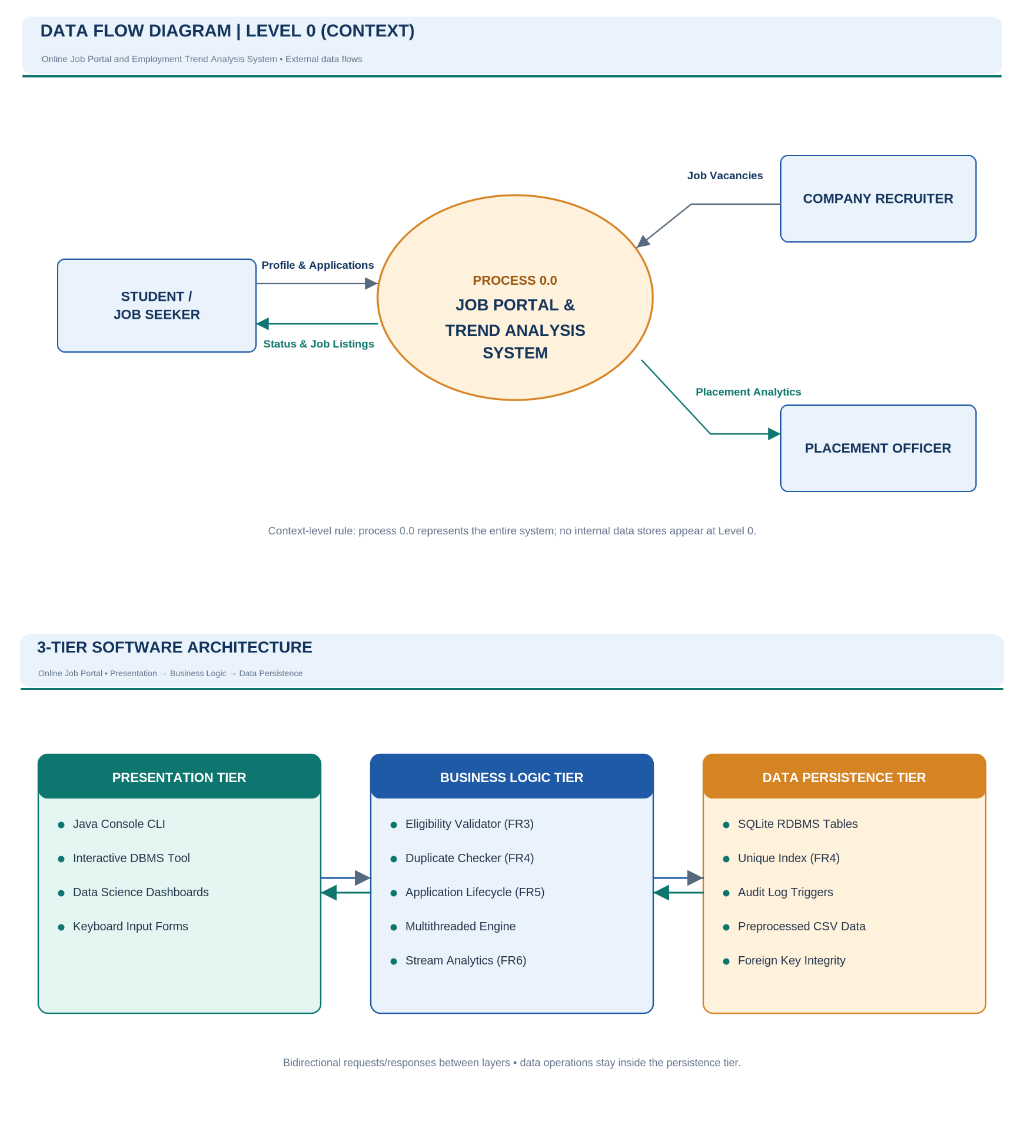 DATA FLOW DIAGRAM | LEVEL 0 (CONTEXT)
Online Job Portal and Employment Trend Analysis System • External data flows
Job Vacancies
COMPANY RECRUITER
Profile & Applications
STUDENT /
JOB SEEKER
Status & Job Listings
PROCESS 0.0
JOB PORTAL &
TREND ANALYSIS
SYSTEM
Placement Analytics
PLACEMENT OFFICER
Context-level rule: process 0.0 represents the entire system; no internal data stores appear at Level 0.
3-TIER SOFTWARE ARCHITECTURE
Online Job Portal • Presentation → Business Logic → Data Persistence
PRESENTATION TIER
● Java Console CLI
● Interactive DBMS Tool
● Data Science Dashboards
● Keyboard Input Forms
BUSINESS LOGIC TIER
● Eligibility Validator (FR3)
● Duplicate Checker (FR4)
● Application Lifecycle (FR5)
● Multithreaded Engine
● Stream Analytics (FR6)
DATA PERSISTENCE TIER
● SQLite RDBMS Tables
● Unique Index (FR4)
● Audit Log Triggers
● Preprocessed CSV Data
● Foreign Key Integrity
Bidirectional requests/responses between layers • data operations stay inside the persistence tier.